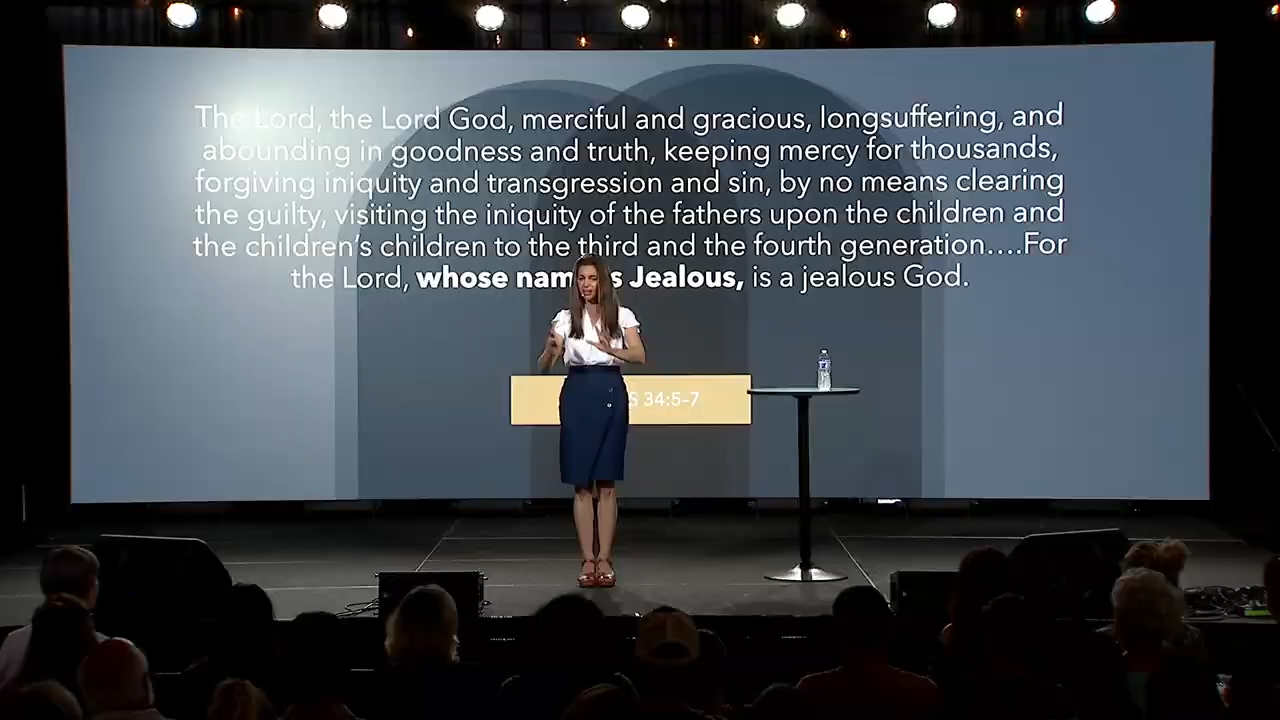 The Lord, the Lord God, merciful and gracious, longsuffering, and
abounding in goodness and truth, keeping mercy for thousands,
forgiving iniquity and transgression and sin, by no means clearing
the guilty, visiting the iniquity of the fathers upon the children and
the children's children to the third and the fourth generation....For
the Lord, whose name is Jealous, is a jealous God.
34:5-7